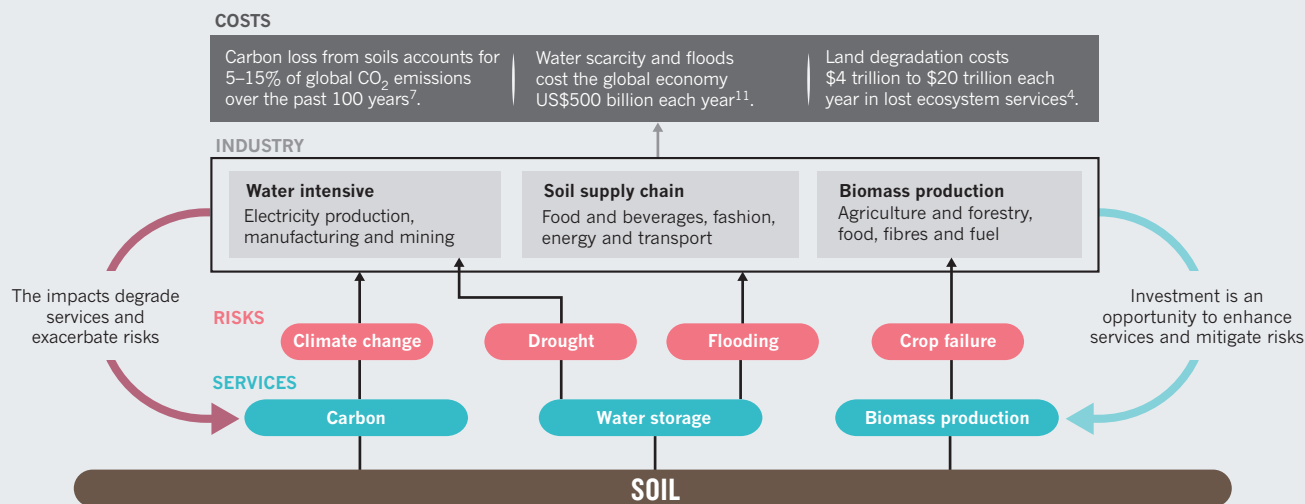 COSTS
Carbon loss from soils accounts for
5–15% of global CO₂ emissions
over the past 100 years⁷.
Water scarcity and floods
cost the global economy
US$500 billion each year¹¹.
Land degradation costs
$4 trillion to $20 trillion each
year in lost ecosystem services⁴.
INDUSTRY
Water intensive
Electricity production,
manufacturing and mining
Soil supply chain
Food and beverages, fashion,
energy and transport
Biomass production
Agriculture and forestry,
food, fibres and fuel
The impacts degrade
services and
exacerbate risks
Investment is an
opportunity to enhance
services and mitigate risks
RISKS
Climate change
Drought
Flooding
Crop failure
SERVICES
Carbon
Water storage
Biomass production
SOIL